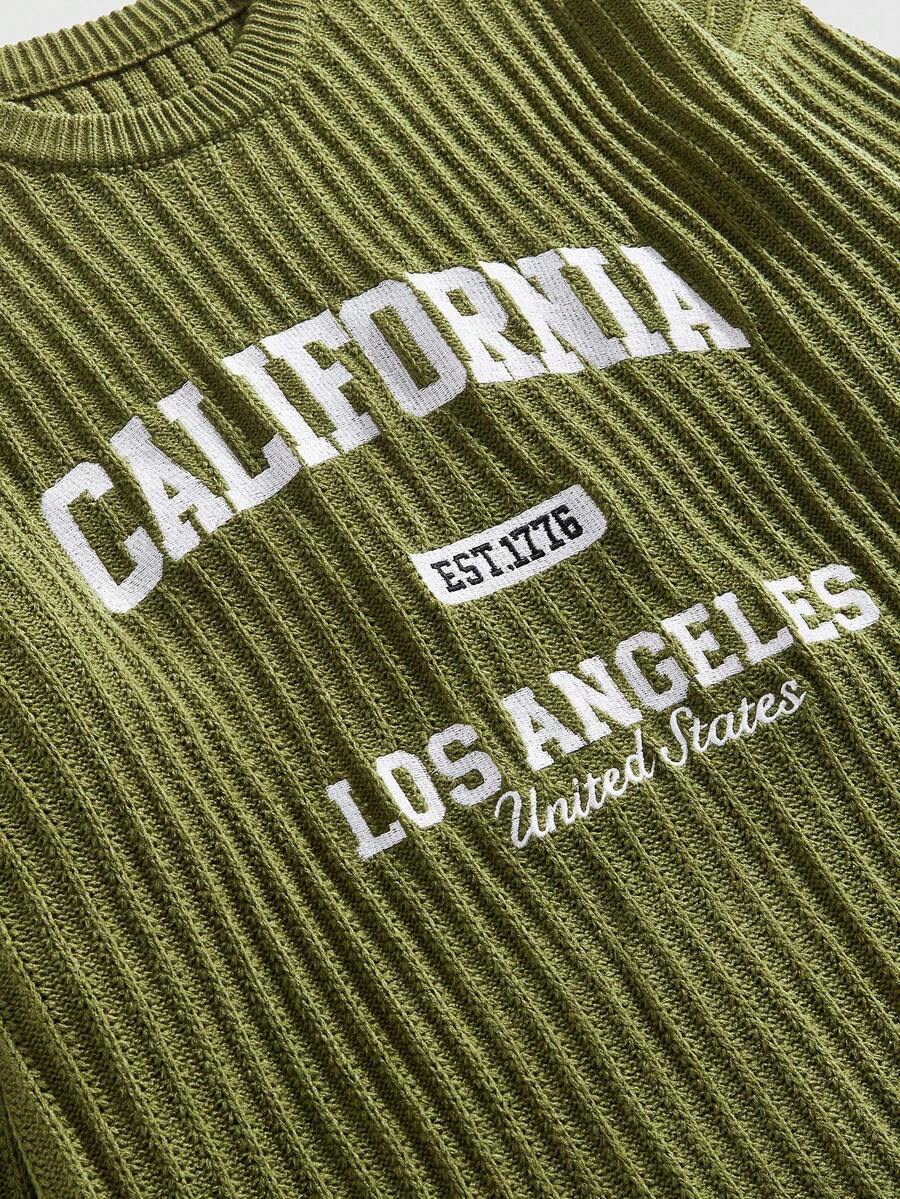 CALIFORNIA
EST.1776
LOS ANGELES
United States